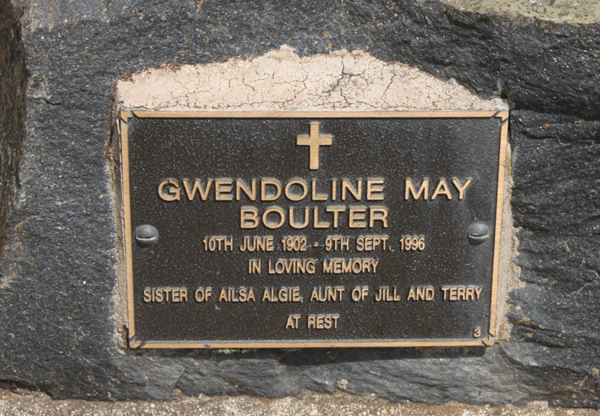 GWENDOLINE MAY
BOULTER
10TH JUNE 1902 - 9TH SEPT. 1996
IN LOVING MEMORY
SISTER OF AILSA ALGIE, AUNT OF JILL AND TERRY
AT REST
3